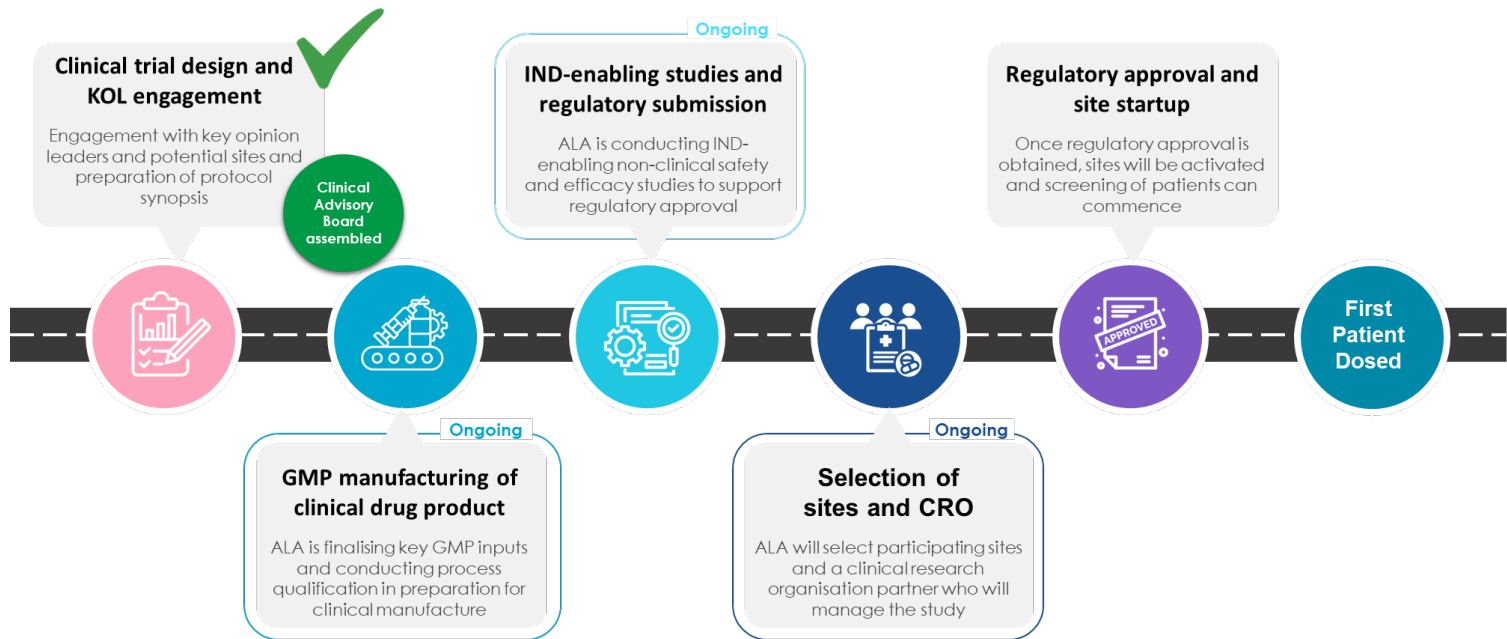 Clinical trial design and
KOL engagement
Engagement with key opinion
leaders and potential sites and
preparation of protocol
synopsis
Clinical
Advisory
Board
assembled
Ongoing
IND-enabling studies and
regulatory submission
ALA is conducting IND-
enabling non-clinical safety
and efficacy studies to support
regulatory approval
Regulatory approval and
site startup
Once regulatory approval is
obtained, sites will be activated
and screening of patients can
commence
APPROVED
First
Patient
Dosed
Ongoing
GMP manufacturing of
clinical drug product
ALA is finalising key GMP inputs
and conducting process
qualification in preparation for
clinical manufacture
Ongoing
Selection of
sites and CRO
ALA will select participating sites
and a clinical research
organisation partner who will
manage the study